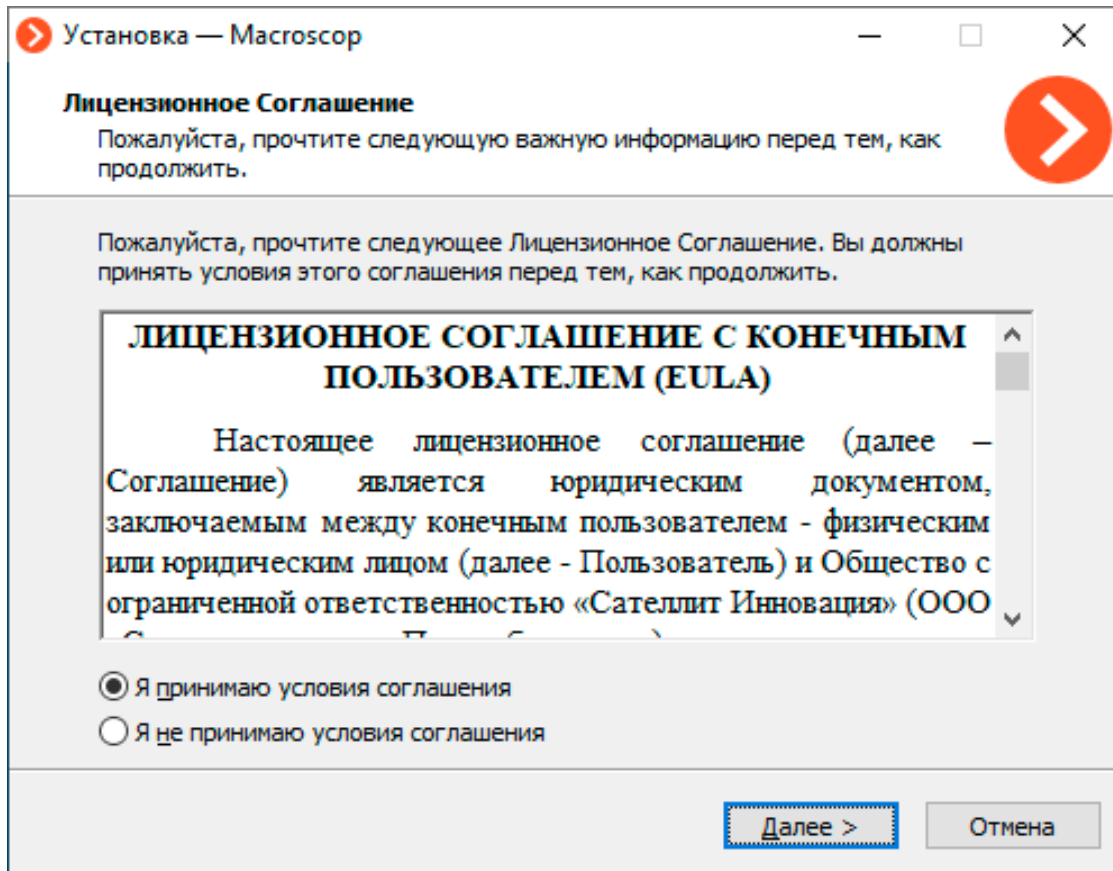 Установка — Macroscop
Лицензионное Соглашение
Пожалуйста, прочтите следующую важную информацию перед тем, как
продолжить.
Пожалуйста, прочтите следующее Лицензионное Соглашение. Вы должны
принять условия этого соглашения перед тем, как продолжить.
ЛИЦЕНЗИОННОЕ СОГЛАШЕНИЕ С КОНЕЧНЫМ
ПОЛЬЗОВАТЕЛЕМ (EULA)
Настоящее лицензионное соглашение (далее –
Соглашение) является юридическим документом,
заключаемым между конечным пользователем - физическим
или юридическим лицом (далее - Пользователь) и Общество с
ограниченной ответственностью «Сателлит Инновация» (ООО
Я принимаю условия соглашения
Я не принимаю условия соглашения
Далее >
Отмена